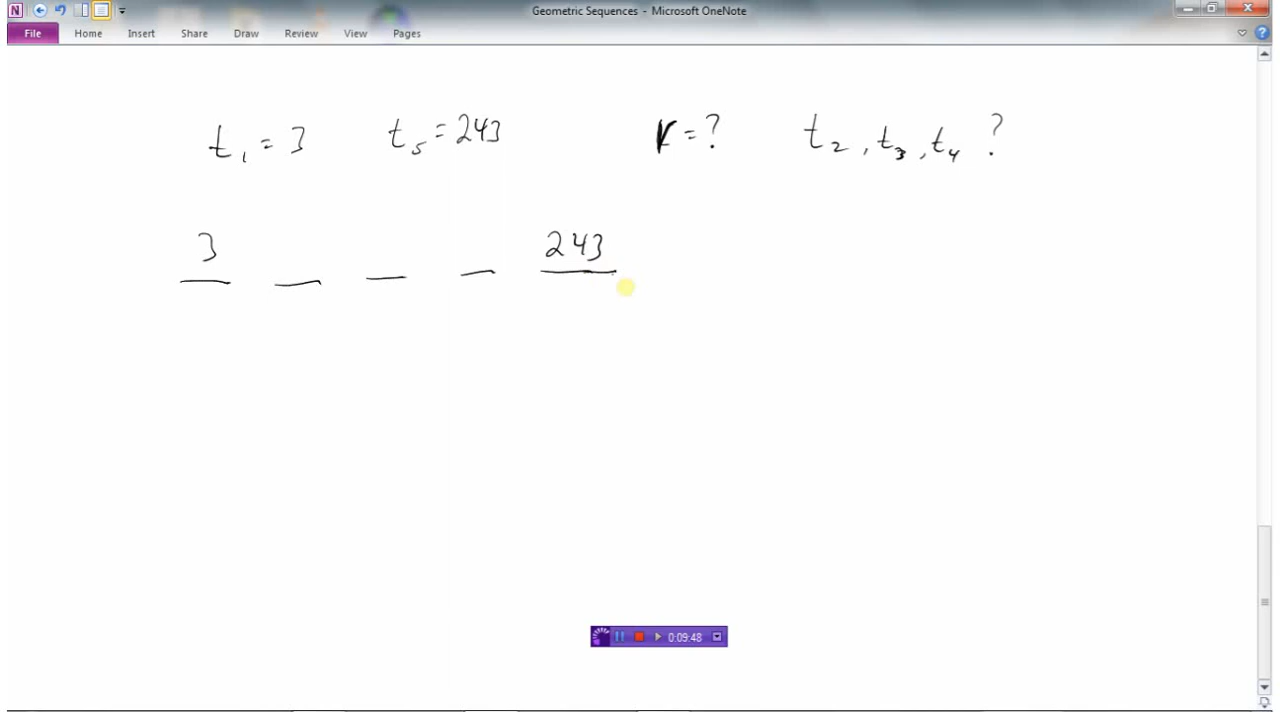 Geometric Sequences - Microsoft OneNote
File Home Insert Share Draw Review View Pages
t₁ = 3 t₅ = 243 r = ? t₂, t₃, t₄ ?
3 _ _ _ 243
0:09:48